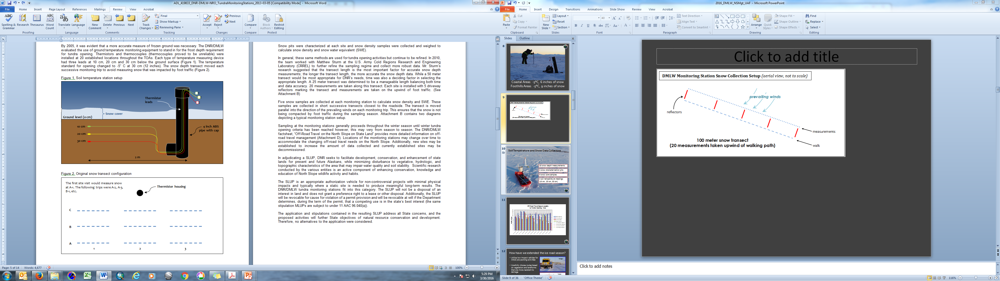 ADL_419833_DNR-DMLW-NRO_TundraMonitoringStations_2013-03-05 [Compatibility Mode] - Microsoft Word
File Home Insert Page Layout References Mailings Review View Acrobat
Spelling & Grammar Research Thesaurus Word Count Translate Language New Comment Delete Previous Next Track Changes Final Show Markup Reviewing Pane Accept Reject Previous Next Compare Block Authors Restrict Editing
Proofing Language Comments Tracking Changes Compare Protect
By 2005, it was evident that a more accurate measure of frozen ground was necessary. The DNR/DMLW
evaluated the use of ground temperature monitoring equipment to stand in for the frost depth requirement
for tundra opening. Thermistors and thermocouples (thermocouples proved to be unreliable) were
installed at 20 established locations throughout the TOAs. Each type of temperature measuring device
had three leads at 10 cm, 20 cm and 30 cm below the ground surface (Figure 1). The temperature
standard for opening changed to -5° C at 30 cm (12 inches). The snow depth transect moved each
successive monitoring trip to avoid measuring snow that was impacted by foot traffic (Figure 2).
Figure 1. Soil temperature station setup
Thermistor
leads
Snow cover
Ground level (0 cm)
10 cm
20 cm
30 cm
4 inch ABS
pipe with cap
2 m
Figure 2. Original snow transect configuration
The first site visit would measure snow
at A-1. The following trips were A-2, A-3,
B-1, etc.
Thermistor housing
C
B
A
1 2 3
Snow pits were characterized at each site and snow density samples were collected and weighed to
calculate snow density and snow water equivalent (SWE).
In general, these same methods are used for tundra opening activities but continue to be refined. In 2010,
the team worked with Matthew Sturm at the U.S. Army Cold Regions Research and Engineering
Laboratory (CRREL) to further refine the sampling regime and collect more robust data. Mr. Sturm's
research suggested that the transect length is the most important factor for accurate snow depth
measurements; the longer the transect length, the more accurate the snow depth data. While a 50 meter
transect would be most appropriate for DNR's needs, time was also a deciding factor in selecting the
appropriate length. A 25 meter transect was determined to be a manageable length balancing both time
and data accuracy. 20 measurements are taken along this transect. Each site is installed with 5 driveway
reflectors marking the transect and measurements are taken on the upwind of foot traffic. (See
Attachment B)
Five snow samples are collected at each monitoring station to calculate snow density and SWE. These
samples are collected in short successive transects closest to the roadside. The transect is moved
parallel into the direction of the prevailing winds on each monitoring trip. This ensures that the snow is not
being compacted by foot traffic during the sampling season. Attachment B contains two diagrams
depicting a typical monitoring station setup.
Sampling at the monitoring stations generally proceeds throughout the winter season until winter tundra
opening criteria has been reached however, this may very from season to season. The DNR/DMLW
factsheet, "Off-Road Travel on the North Slope on State Land" provides more detailed information on off-
road travel management (Attachment D). Locations of the monitoring stations may change over time to
accommodate the changing off-road travel needs on the North Slope. Additionally, new sites may be
established to increase the amount of data collected and currently established sites may be
decommissioned.
In adjudicating a SLUP, DNR seeks to facilitate development, conservation, and enhancement of state
lands for present and future Alaskans, while minimizing disturbance to vegetative, hydrologic, and
topographic characteristics of the area that may impair water quality and soil stability. Scientific research
conducted by the various entities is an active component of enhancing conservation, knowledge and
education of North Slope wildlife activity and habits.
The SLUP is an appropriate authorization vehicle for non-controversial projects with minimal physical
impacts and typically where a static site is needed to produce meaningful long-term results. The
DNR/DMLW tundra monitoring stations fit into this category. The SLUP will not be a disposal of an
interest in land and does not grant a preference right to a lease or other disposal. Additionally, the SLUP
will be revocable for cause for violation of a permit provision and will be revocable at will if the Department
determines, during the term of the permit, that a competing use is in the state's best interest (the same
stipulation MLUPs are subject to under 11 AAC 96.040(a)).
The application and stipulations contained in the resulting SLUP address all State concerns, and the
proposed activities will further State objectives of natural resource conservation and development.
Therefore, no alternatives to the application were considered.
Page: 5 of 14 Words: 4,677 100%
2016_DMLW_NSMgt_UAF - Microsoft PowerPoint
File Home Insert Design Transitions Animations Slide Show Review View Acrobat
Paste Cut Copy Format Painter New Slide Layout Reset Section 40 Text Direction Align Text Convert to SmartArt Arrange Quick Styles Shape Fill Shape Outline Shape Effects Find Replace Select
Clipboard Slides Font Paragraph Drawing Editing
Slides Outline
8
Coastal Areas: -5°C, 6 inches of snow
Foothills Areas: -5°C, 9 inches of snow
9
10
Soil Temperature and Snow Data Collection
20 snow depth measurements
2 snow characterization pits
5 snow core samples
3 soil temperature readings
(10 cm, 20 cm, 30 cm)
11
Off-Road Travel Season Lengths
by Tundra Opening Area
12
How have we extended the ice road season?
Utilize low-impact vehicles for
initial pre-packing activities
Carefully choose routes based
on vegetation and landforms
that are more resistant to
damage
Click to add title
DMLW Monitoring Station Snow Collection Setup (aerial view, not to scale)
prevailing winds
reflectors
measurements
walk
100 meter snow transect
(20 measurements taken upwind of walking path)
Click to add notes
Slide 9 of 36 "Office Theme" 116%
5:29 PM
3/30/2016